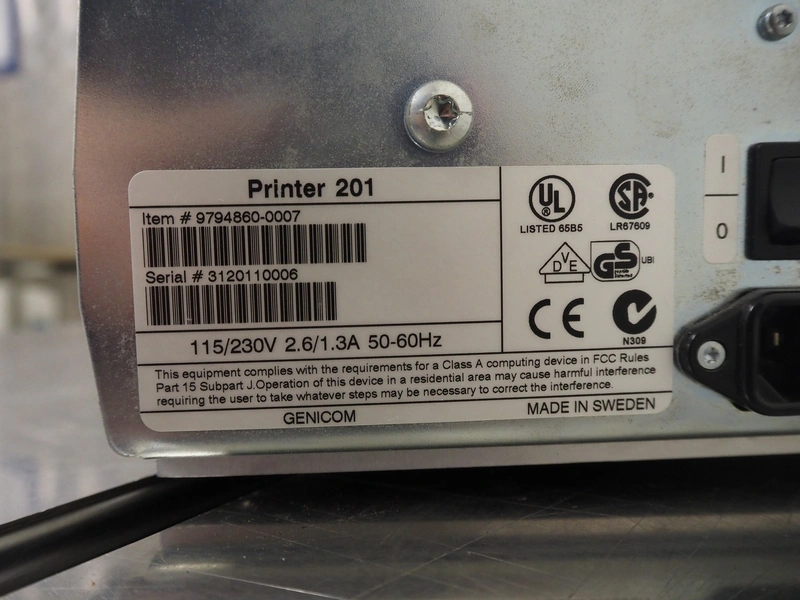 Printer 201
Item # 9794860-0007
Serial # 3120110006
115/230V 2.6/1.3A 50-60Hz
UL
LISTED 65B5
SA
LR67609
DVE
GS
UBI
CE
N309
This equipment complies with the requirements for a Class A computing device in FCC Rules
Part 15 Subpart J.Operation of this device in a residential area may cause harmful interference
requiring the user to take whatever steps may be necessary to correct the interference.
GENICOM
MADE IN SWEDEN
I
0